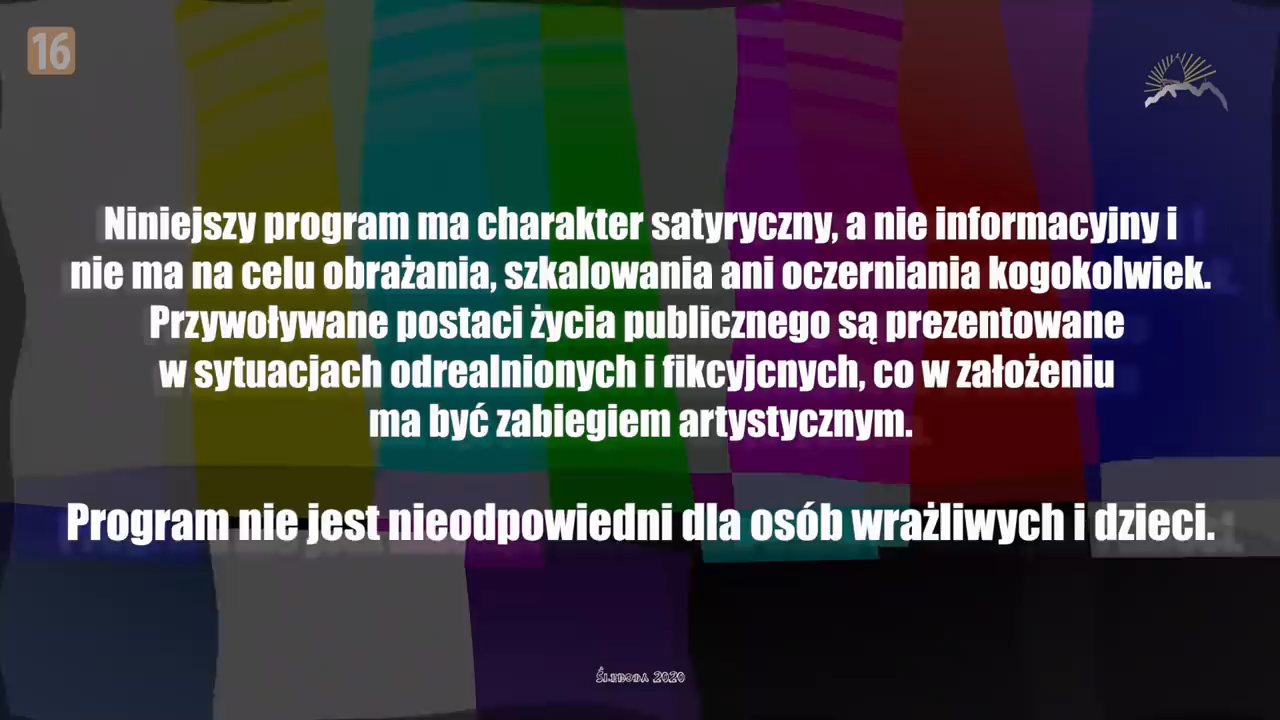 16
Niniejszy program ma charakter satyryczny, a nie informacyjny i
nie ma na celu obrażania, szkalowania ani oczerniania kogokolwiek.
Przywoływane postaci życia publicznego są prezentowane
w sytuacjach odrealnionych i fikcyjcnych, co w założeniu
ma być zabiegiem artystycznym.
Program nie jest nieodpowiedni dla osób wrażliwych i dzieci.
Śleboda 2020